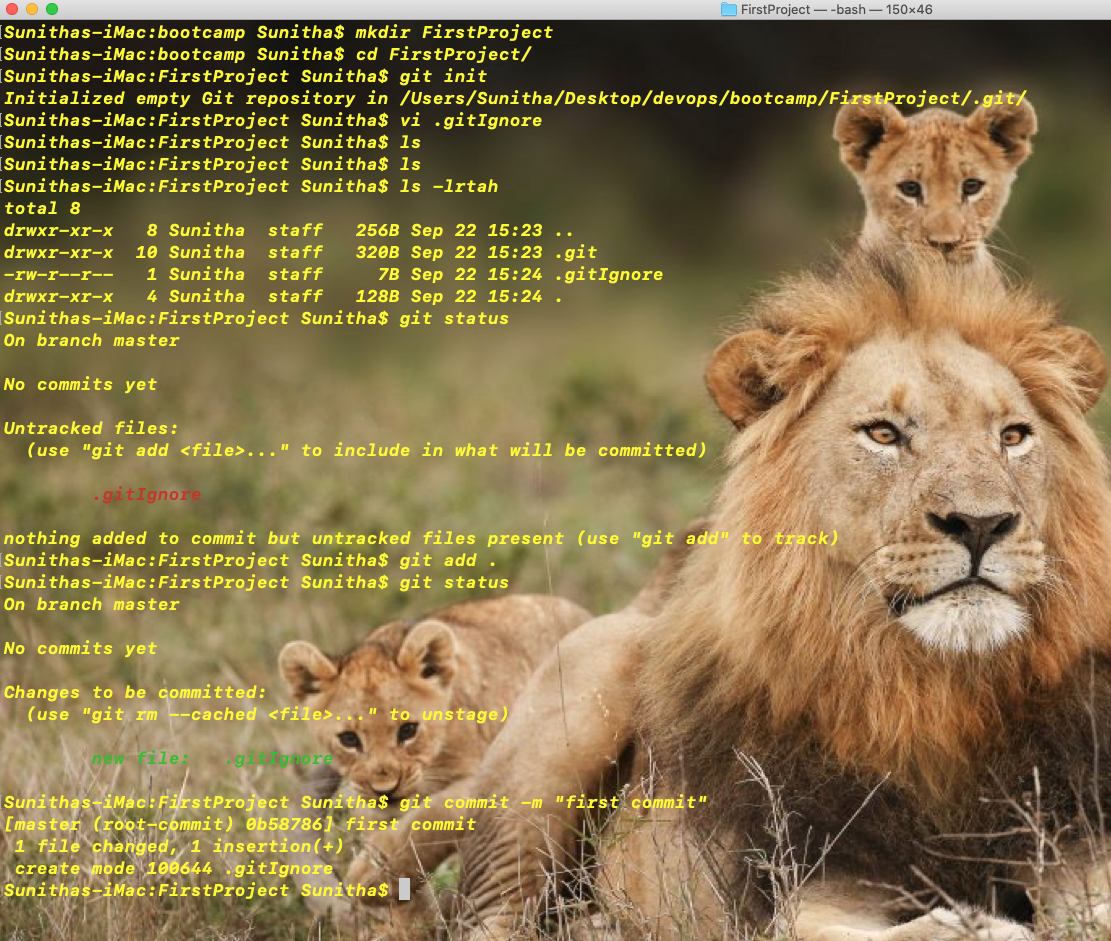 FirstProject — -bash — 150×46
Sunithas-iMac:bootcamp Sunitha$ mkdir FirstProject
Sunithas-iMac:bootcamp Sunitha$ cd FirstProject/
Sunithas-iMac:FirstProject Sunitha$ git init
Initialized empty Git repository in /Users/Sunitha/Desktop/devops/bootcamp/FirstProject/.git/
Sunithas-iMac:FirstProject Sunitha$ vi .gitIgnore
Sunithas-iMac:FirstProject Sunitha$ ls
Sunithas-iMac:FirstProject Sunitha$ ls
Sunithas-iMac:FirstProject Sunitha$ ls -lrtah
total 8
drwxr-xr-x   8 Sunitha  staff   256B Sep 22 15:23 ..
drwxr-xr-x  10 Sunitha  staff   320B Sep 22 15:23 .git
-rw-r--r--   1 Sunitha  staff     7B Sep 22 15:24 .gitIgnore
drwxr-xr-x   4 Sunitha  staff   128B Sep 22 15:24 .
Sunithas-iMac:FirstProject Sunitha$ git status
On branch master
No commits yet
Untracked files:
  (use "git add <file>..." to include in what will be committed)
        .gitIgnore
nothing added to commit but untracked files present (use "git add" to track)
Sunithas-iMac:FirstProject Sunitha$ git add .
Sunithas-iMac:FirstProject Sunitha$ git status
On branch master
No commits yet
Changes to be committed:
  (use "git rm --cached <file>..." to unstage)
        new file:   .gitIgnore
Sunithas-iMac:FirstProject Sunitha$ git commit -m "first commit"
[master (root-commit) 0b58786] first commit
 1 file changed, 1 insertion(+)
 create mode 100644 .gitIgnore
Sunithas-iMac:FirstProject Sunitha$